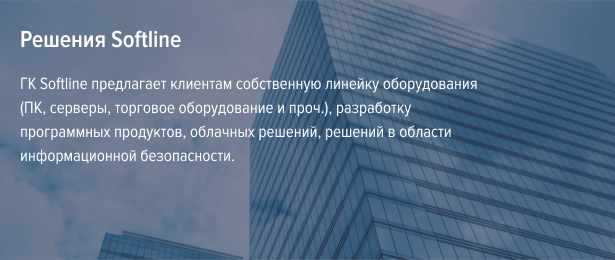 Решения Softline
ГК Softline предлагает клиентам собственную линейку оборудования
(ПК, серверы, торговое оборудование и проч.), разработку
программных продуктов, облачных решений, решений в области
информационной безопасности.